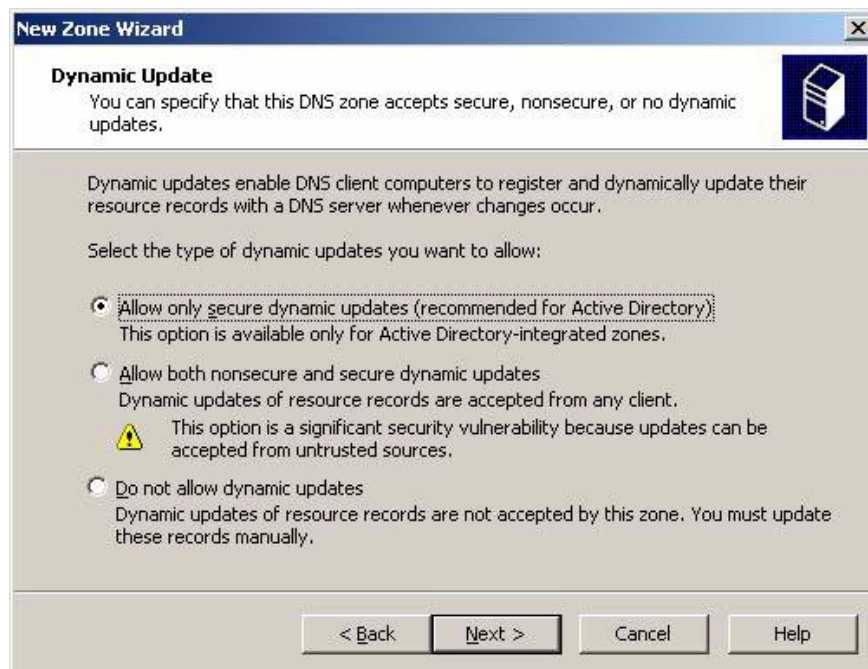 New Zone Wizard
Dynamic Update
You can specify that this DNS zone accepts secure, nonsecure, or no dynamic
updates.
Dynamic updates enable DNS client computers to register and dynamically update their
resource records with a DNS server whenever changes occur.
Select the type of dynamic updates you want to allow:
Allow only secure dynamic updates (recommended for Active Directory)
This option is available only for Active Directory-integrated zones.
Allow both nonsecure and secure dynamic updates
Dynamic updates of resource records are accepted from any client.
This option is a significant security vulnerability because updates can be
accepted from untrusted sources.
Do not allow dynamic updates
Dynamic updates of resource records are not accepted by this zone. You must update
these records manually.
< Back Next > Cancel Help